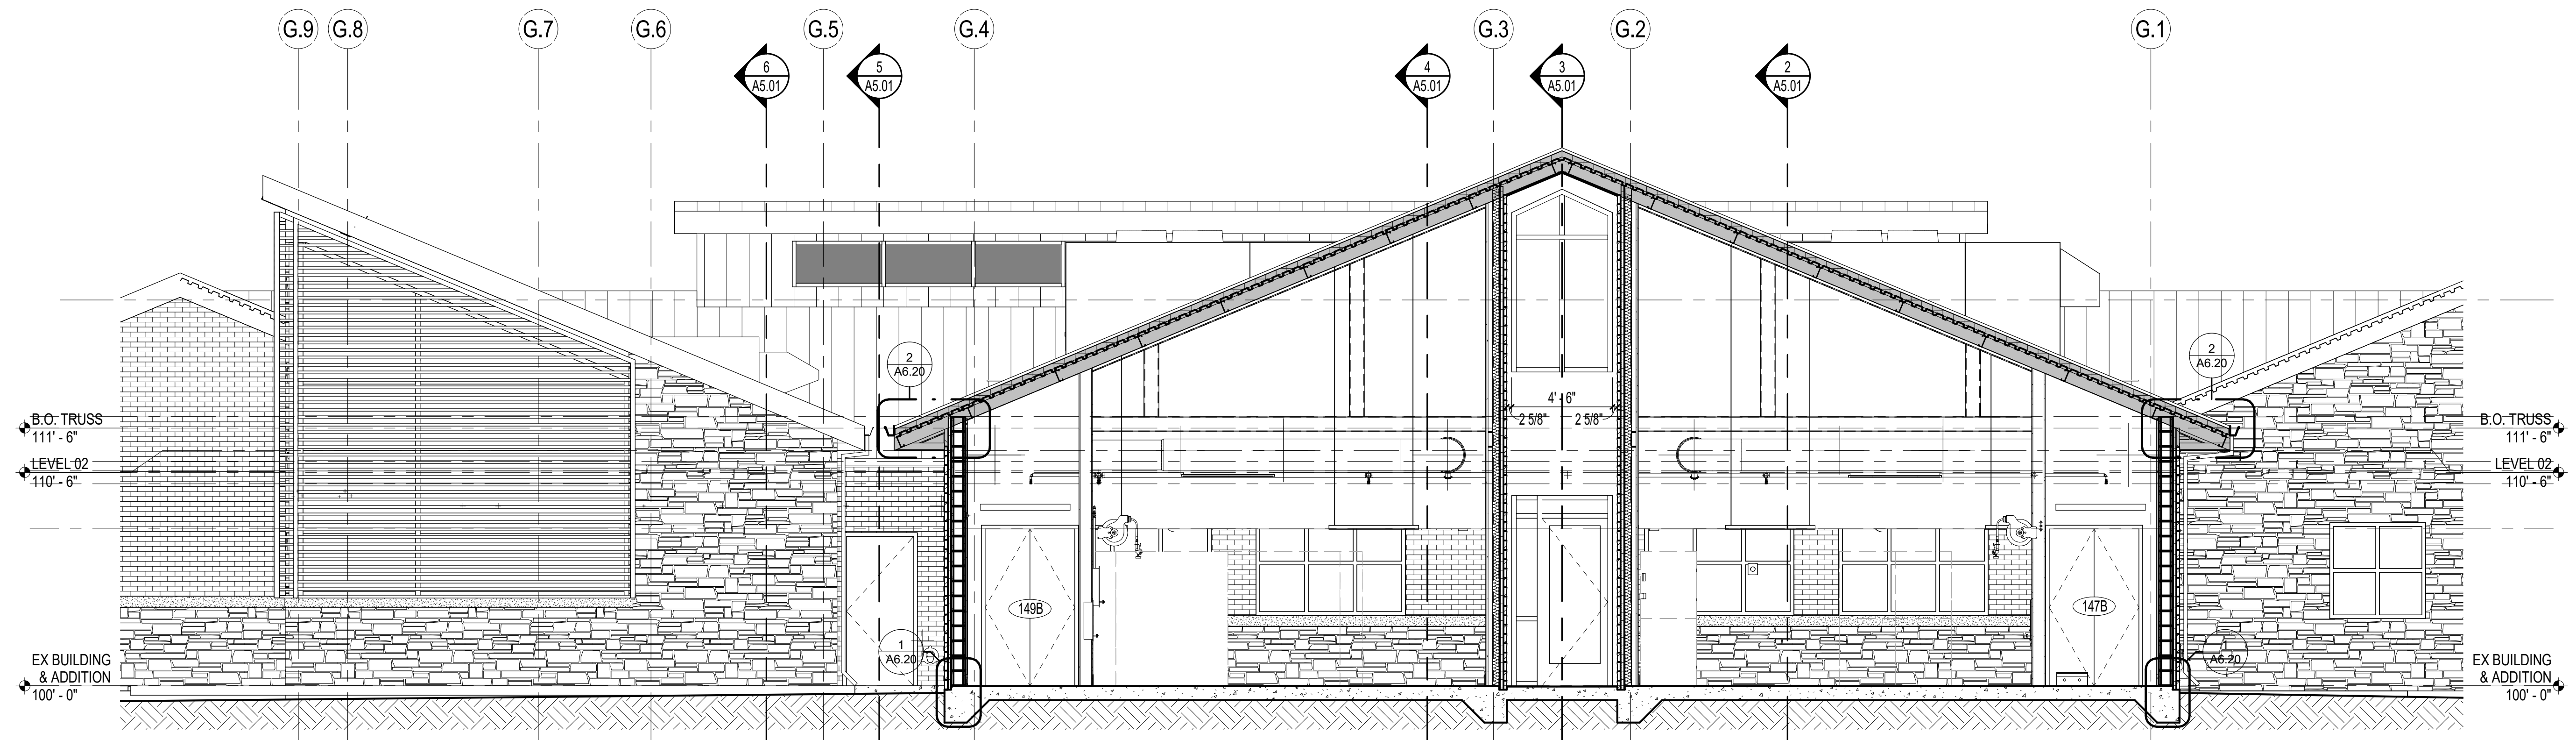 G.9 G.8 G.7 G.6 G.5 G.4 G.3 G.2 G.1
6 5 4 3 2
A5.01 A5.01 A5.01 A5.01 A5.01
2
A6.20
2
A6.20
4' - 6"
2 5/8" 2 5/8"
B.O. TRUSS
111' - 6"
B.O. TRUSS
111' - 6"
LEVEL 02
110' - 6"
LEVEL 02
110' - 6"
149B
147B
1
A6.20
A6.20
EX BUILDING
& ADDITION
100' - 0"
EX BUILDING
& ADDITION
100' - 0"